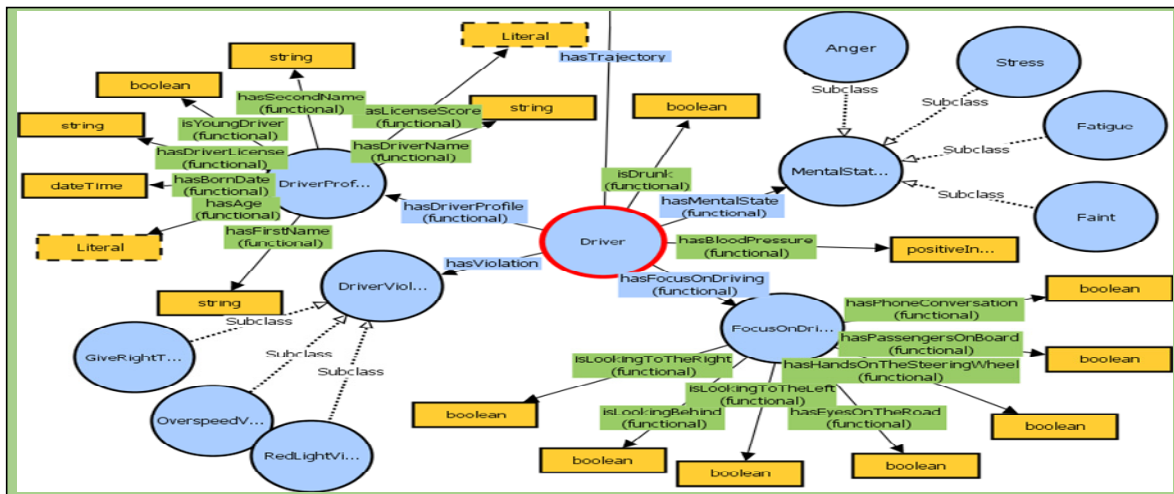 Literal
string
hasTrajectory
Anger
Stress
boolean
hasSecondName
(functional)
asLicenseScore
(functional)
string
boolean
Subclass
Subclass
string
isYoungDriver
(functional)
hasDriverName
(functional)
Fatigue
hasDriverLicense
(functional)
Subclass
dateTime
hasBornDate
(functional)
DriverProf...
isDrunk
(functional)
MentalStat...
hasAge
(functional)
hasDriverProfile
(functional)
hasMentalState
(functional)
Subclass
Faint
hasFirstName
(functional)
Literal
Driver
hasBloodPressure
(functional)
positiveIn...
hasViolation
hasFocusOnDriving
(functional)
DriverViol...
string
boolean
hasPhoneConversation
(functional)
Subclass
FocusOnDri...
GiveRightT...
Subclass
hasPassengersOnBoard
(functional)
boolean
isLookingToTheRight
(functional)
hasHandsOnTheSteeringWheel
(functional)
Subclass
isLookingToTheLeft
(functional)
boolean
isLookingBehind
(functional)
hasEyesOnTheRoad
(functional)
boolean
OverspeedV...
RedLightVi...
boolean
boolean
boolean